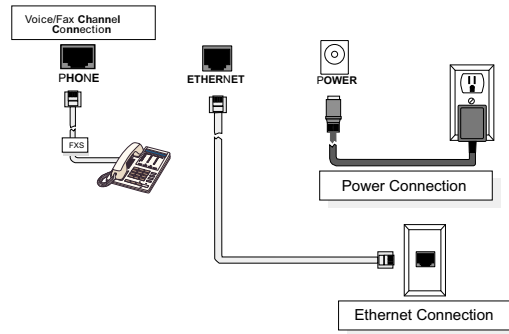 Voice/Fax Channel
Connection
PHONE
ETHERNET
POWER
FXS
Power Connection
Ethernet Connection